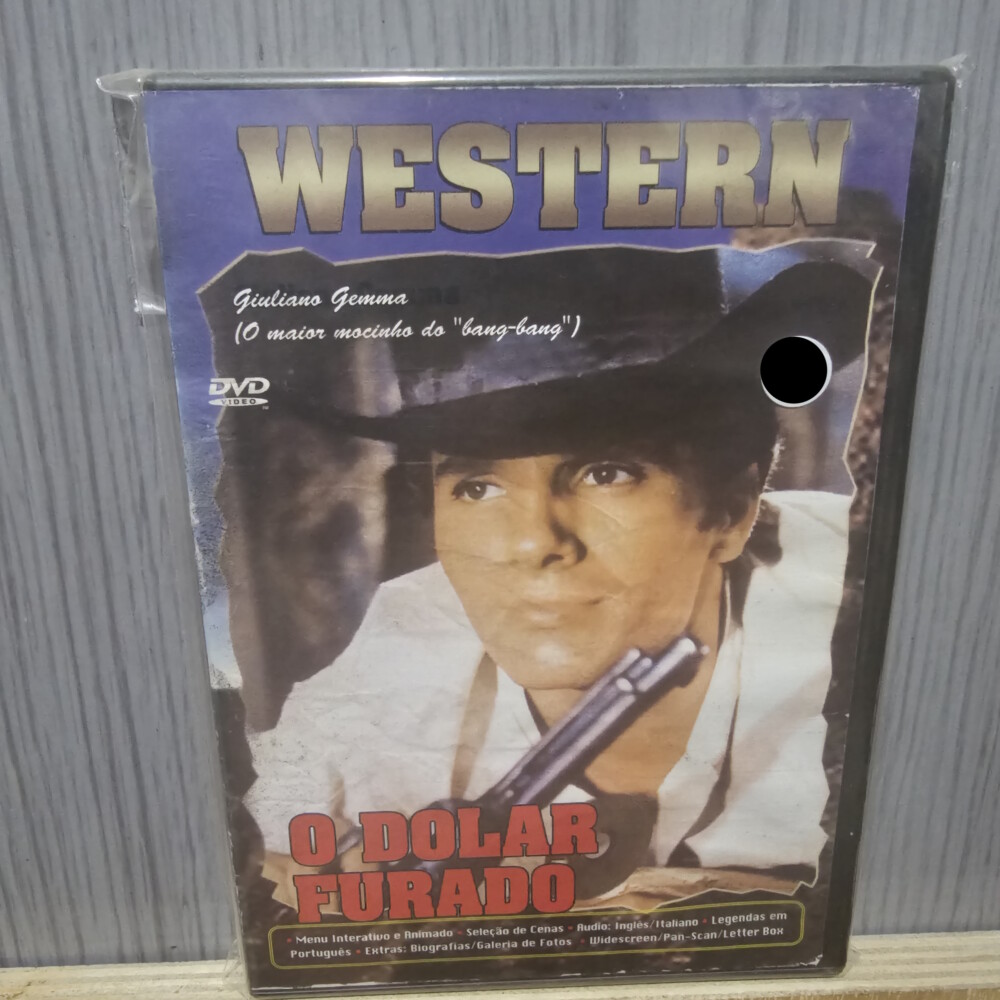 WESTERN
Giuliano Gemma
(O maior mocinho do "bang-bang")
DVD
VIDEO
O DOLAR
FURADO
• Menu Interativo e Animado • Seleção de Cenas • Audio: Inglês/Italiano • Legendas em
Português • Extras: Biografias/Galeria de Fotos • Widescreen/Pan-Scan/Letter Box